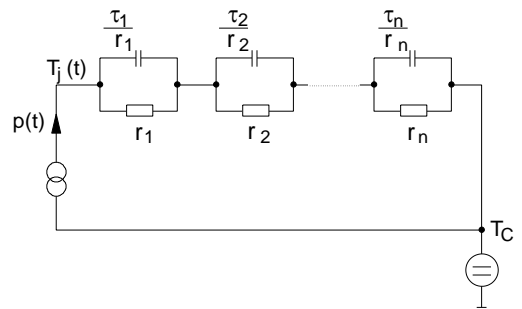 τ1/r1 τ2/r2 τn/rn
Tj (t)
r1 r2 rn
p(t)
TC